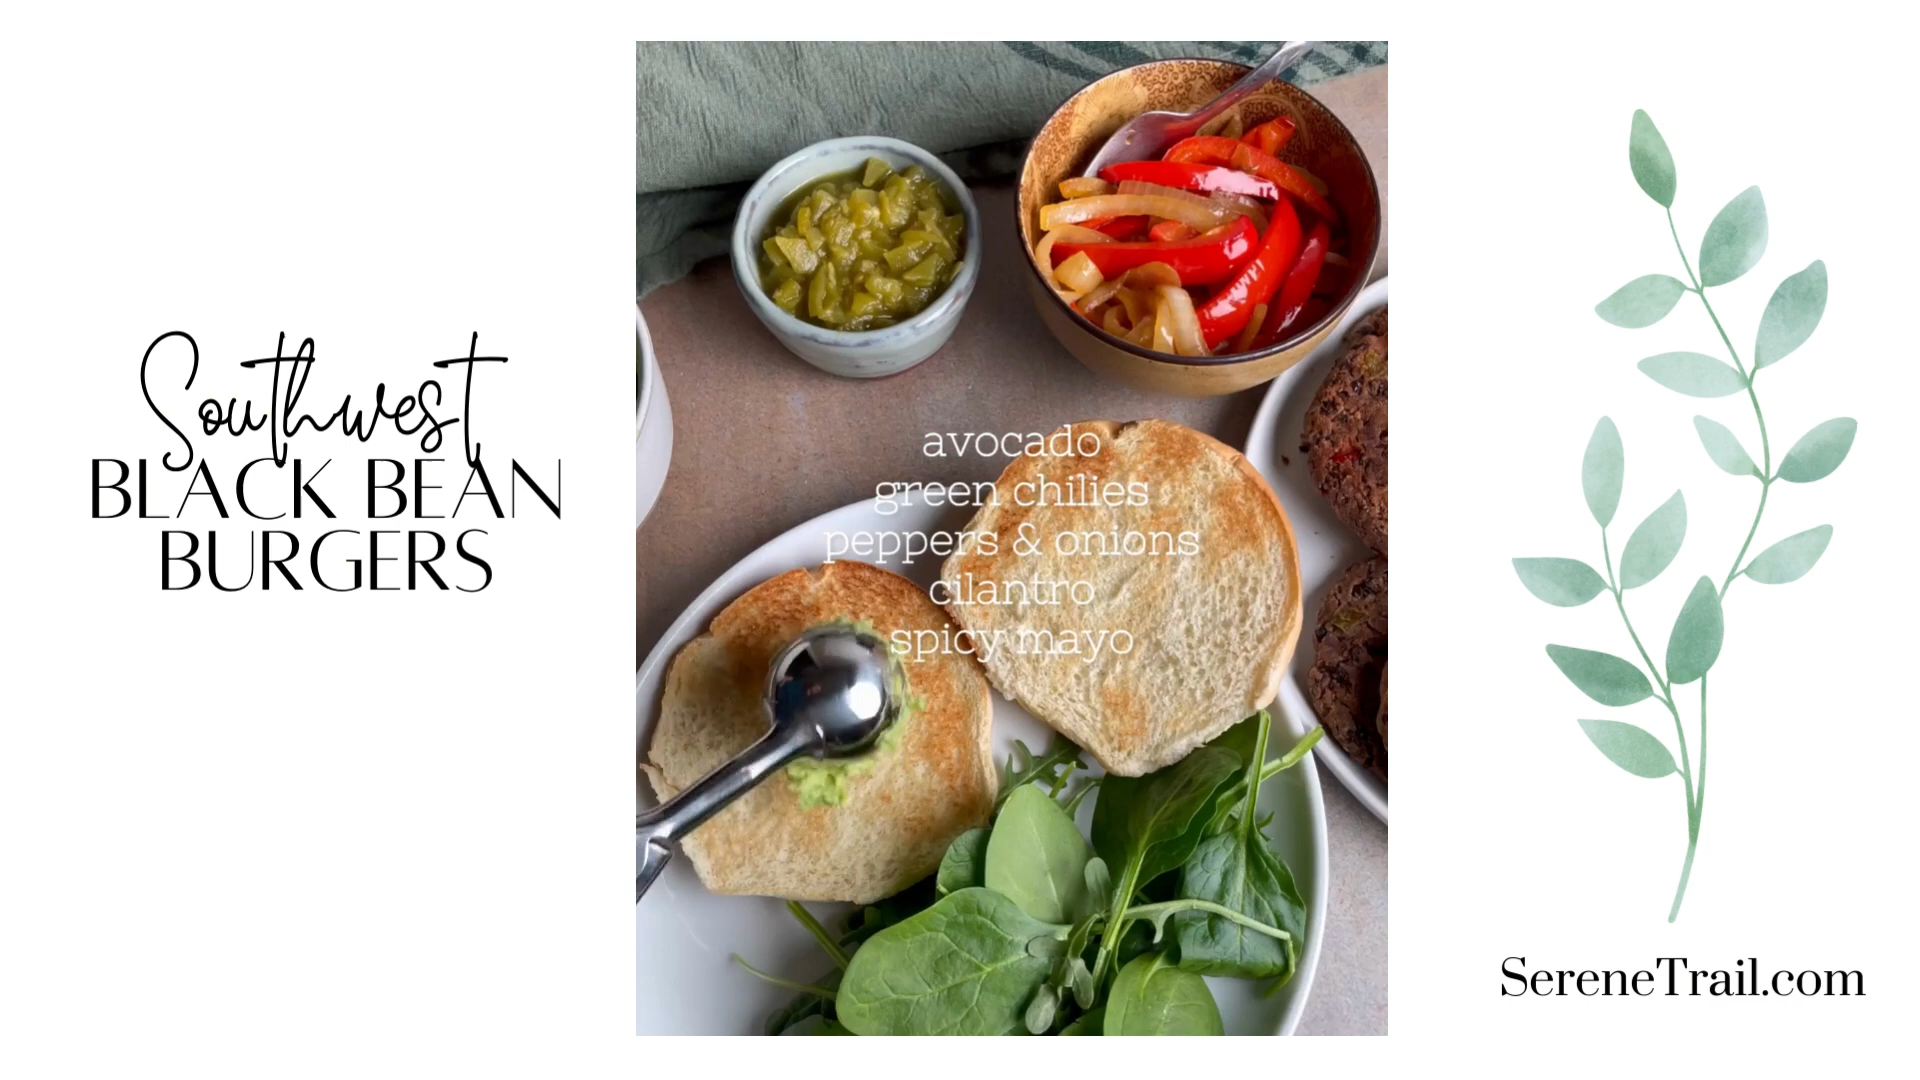 Southwest
BLACK BEAN
BURGERS
avocado
green chilies
peppers & onions
cilantro
spicy mayo
SereneTrail.com